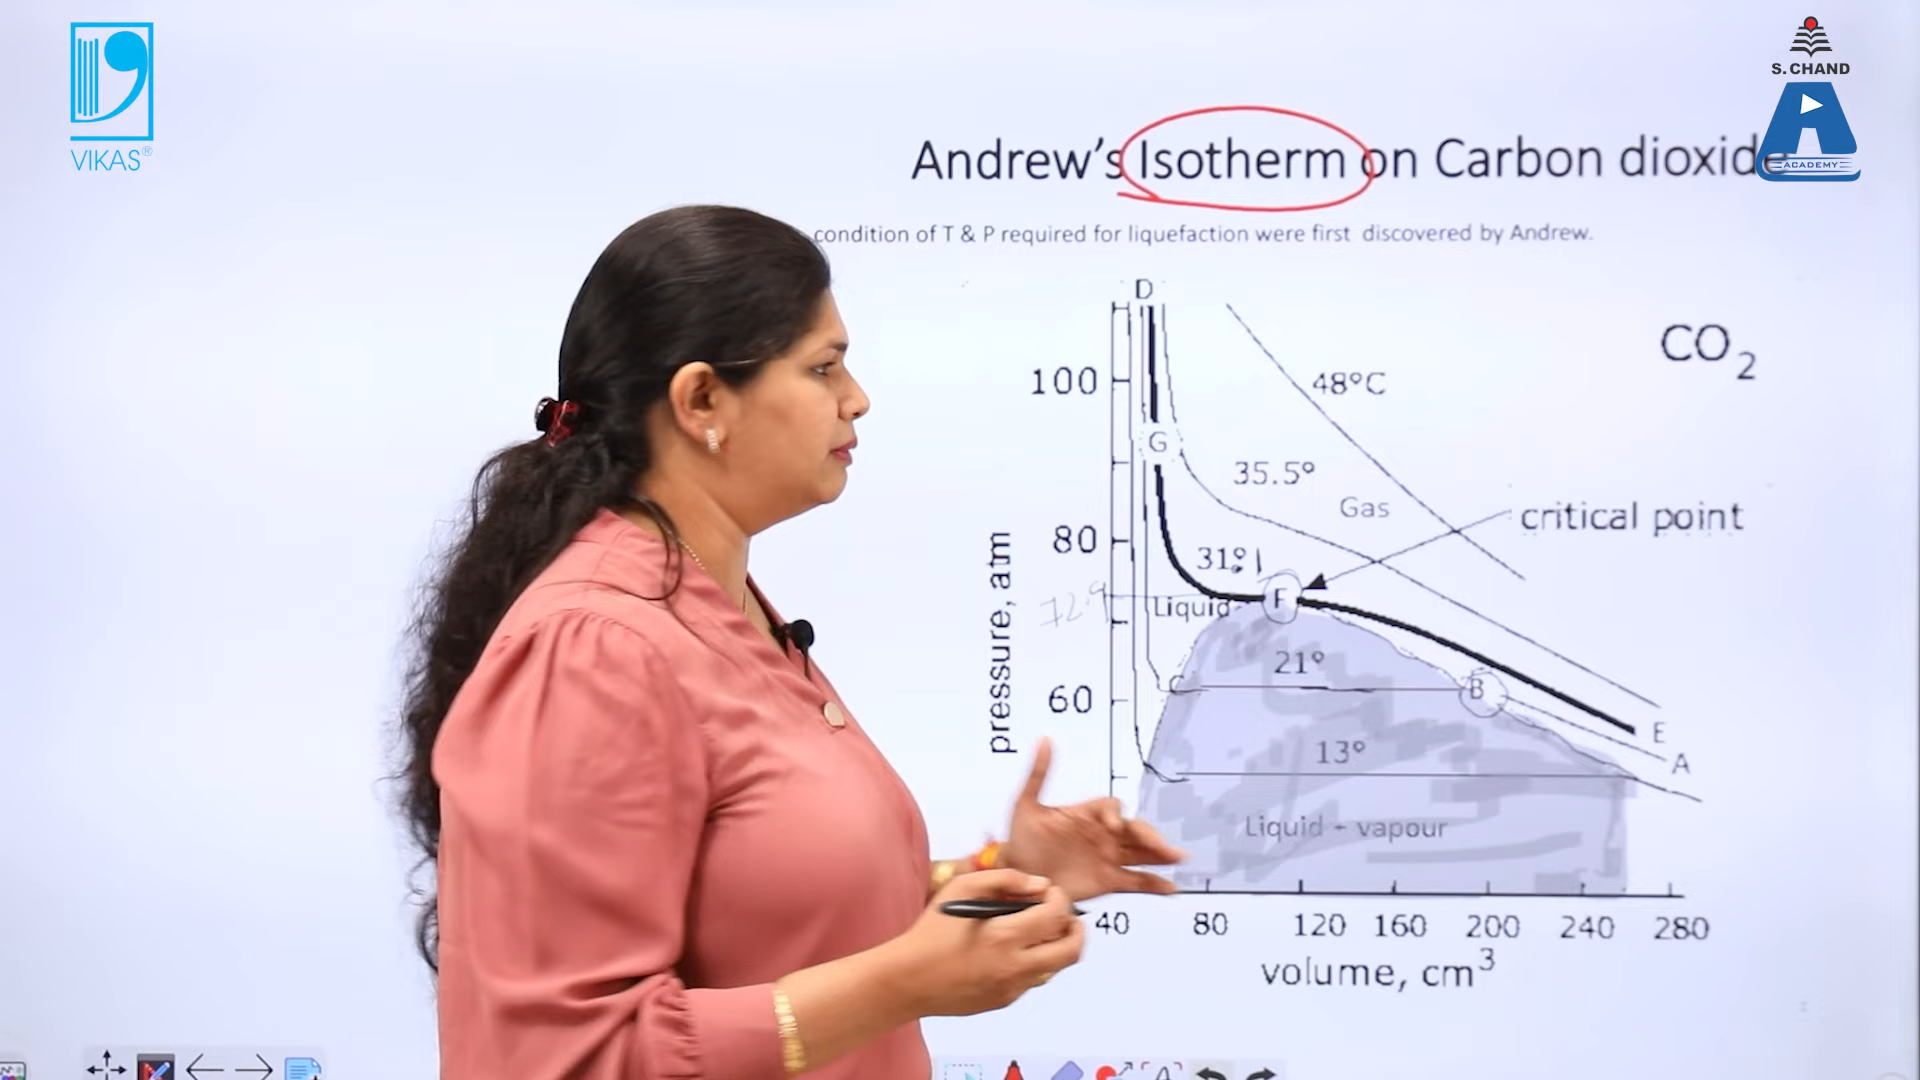 VIKAS®
S. CHAND
ACADEMY
Andrew's Isotherm on Carbon dioxide
condition of T & P required for liquefaction were first discovered by Andrew.
D
CO2
100
48°C
G
35.5°
Gas
critical point
80
31°
72.9
Liquid
F
21°
C
B
60
E
13°
A
Liquid + vapour
pressure, atm
40 80 120 160 200 240 280
volume, cm3